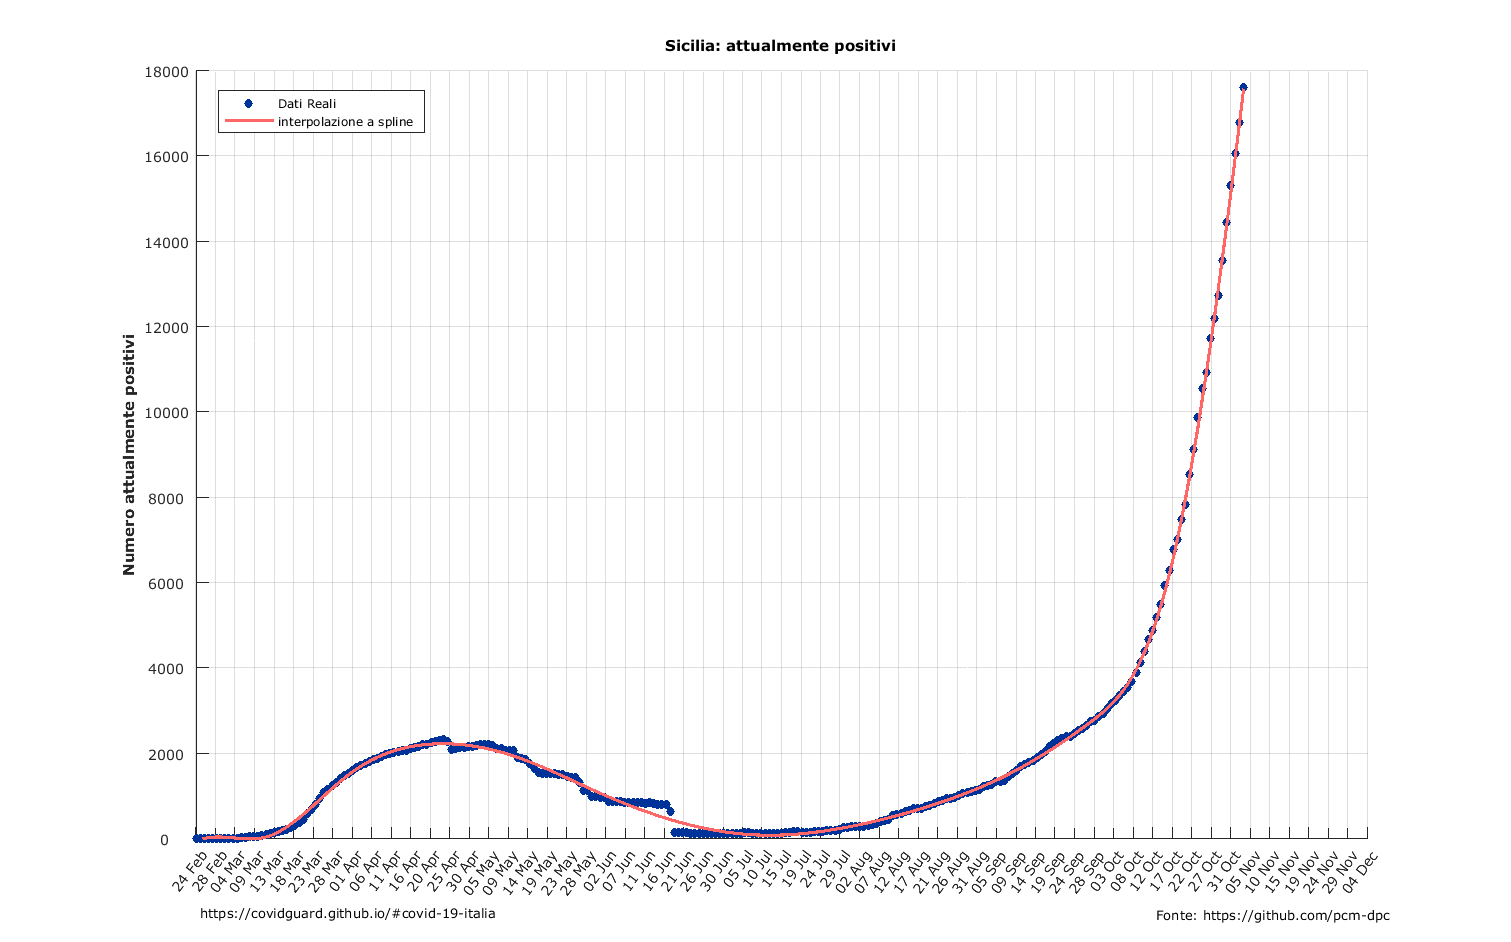 Sicilia: attualmente positivi
18000
16000
14000
12000
10000
8000
6000
4000
2000
0
Numero attualmente positivi
Dati Reali
interpolazione a spline
24 Feb
28 Feb
04 Mar
09 Mar
13 Mar
18 Mar
23 Mar
28 Mar
01 Apr
06 Apr
11 Apr
16 Apr
20 Apr
25 Apr
30 Apr
05 May
09 May
14 May
19 May
23 May
28 May
02 Jun
07 Jun
11 Jun
16 Jun
21 Jun
26 Jun
30 Jun
05 Jul
10 Jul
15 Jul
19 Jul
24 Jul
29 Jul
02 Aug
07 Aug
12 Aug
17 Aug
21 Aug
26 Aug
31 Aug
05 Sep
09 Sep
14 Sep
19 Sep
24 Sep
28 Sep
03 Oct
08 Oct
12 Oct
17 Oct
22 Oct
27 Oct
31 Oct
05 Nov
10 Nov
15 Nov
19 Nov
24 Nov
29 Nov
04 Dec
https://covidguard.github.io/#covid-19-italia
Fonte: https://github.com/pcm-dpc